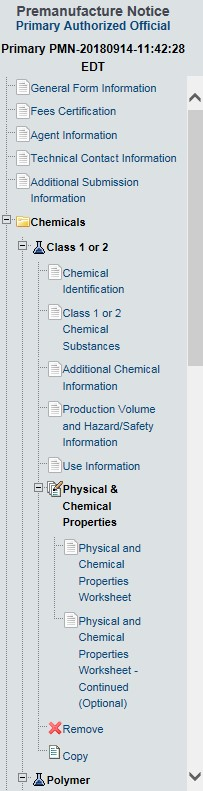 Premanufacture Notice
Primary Authorized Official
Primary PMN-20180914-11:42:28
EDT
General Form Information
Fees Certification
Agent Information
Technical Contact Information
Additional Submission
Information
Chemicals
Class 1 or 2
Chemical
Identification
Class 1 or 2
Chemical
Substances
Additional Chemical
Information
Production Volume
and Hazard/Safety
Information
Use Information
Physical &
Chemical
Properties
Physical and
Chemical
Properties
Worksheet
Physical and
Chemical
Properties
Worksheet -
Continued
(Optional)
Remove
Copy
Polymer